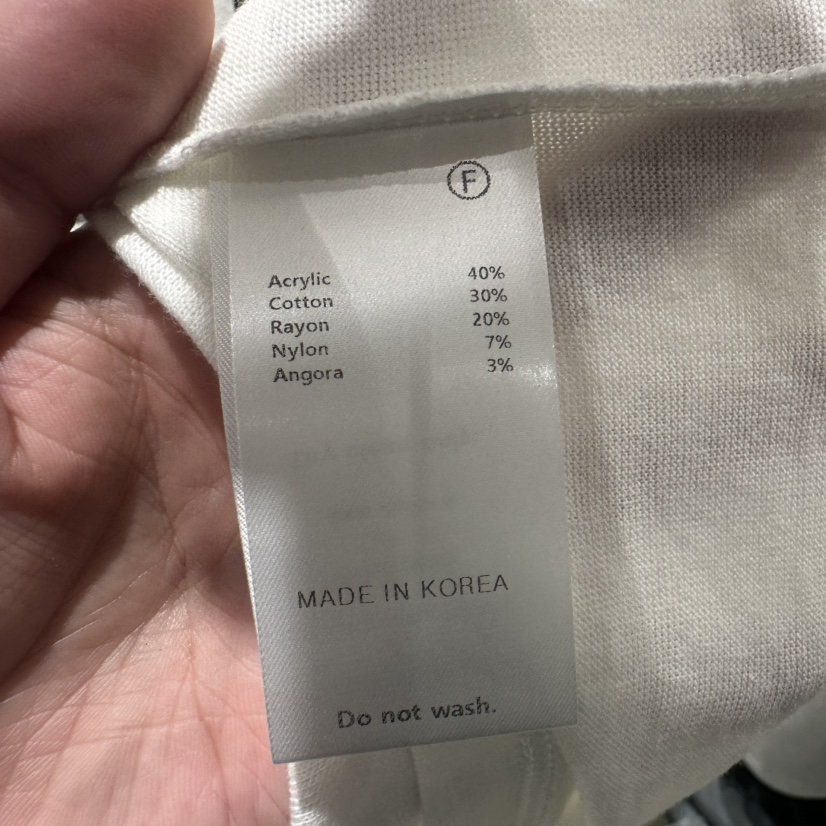 F
Acrylic 40%
Cotton 30%
Rayon 20%
Nylon 7%
Angora 3%
MADE IN KOREA
Do not wash.